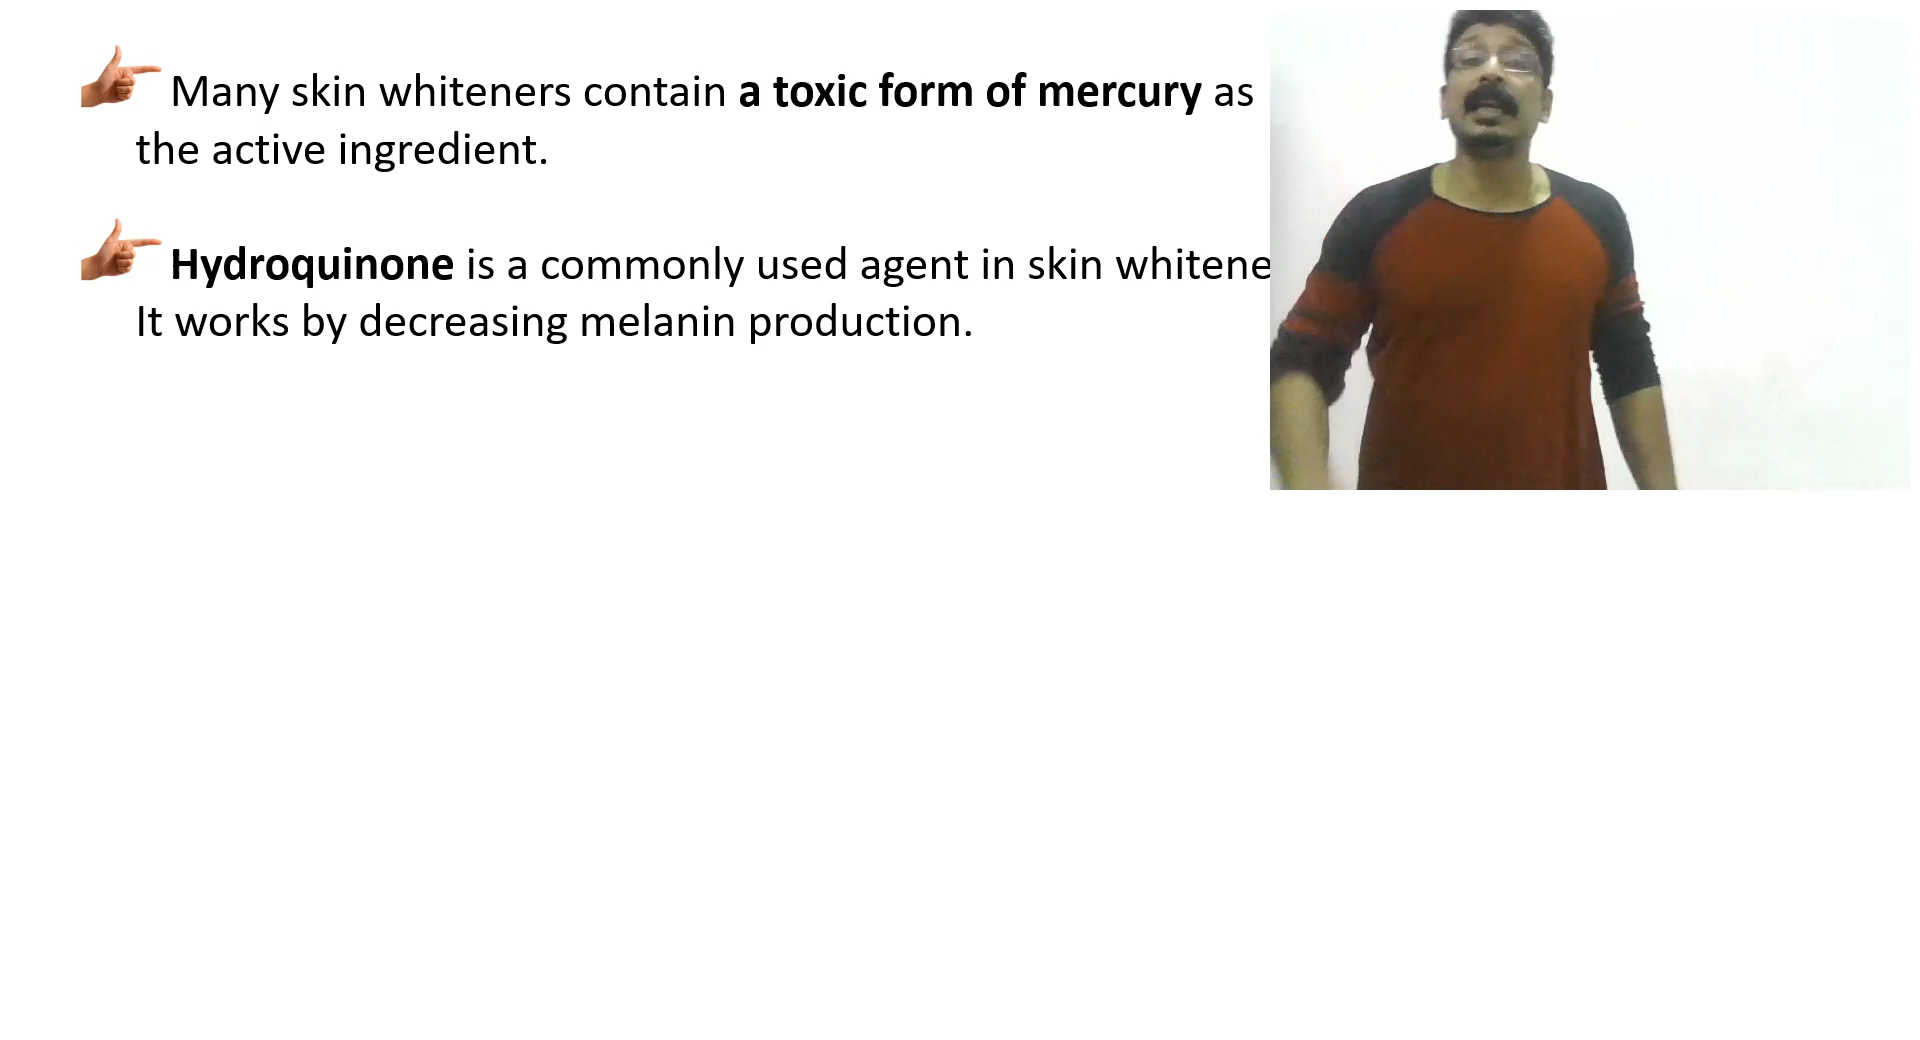 Many skin whiteners contain a toxic form of mercury as
the active ingredient.
Hydroquinone is a commonly used agent in skin whitene
It works by decreasing melanin production.